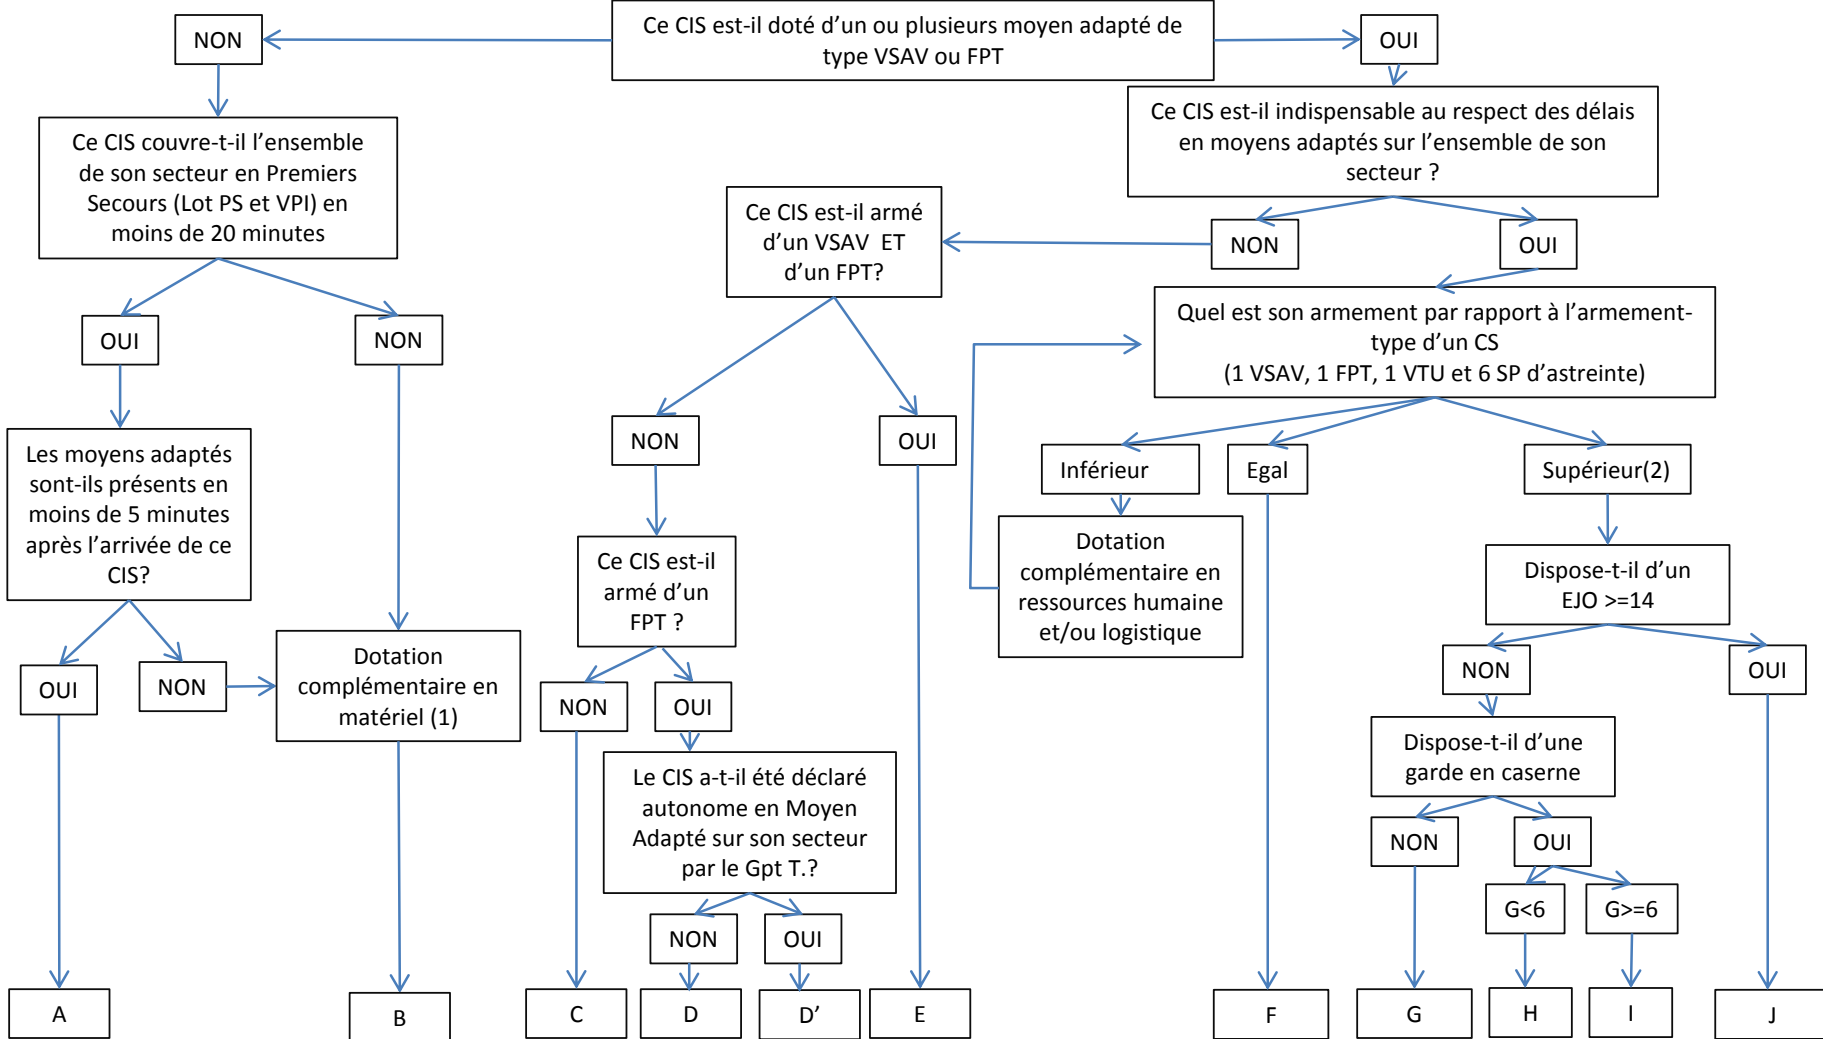 Ce CIS est-il doté d'un ou plusieurs moyen adapté de
type VSAV ou FPT
NON
OUI
Ce CIS couvre-t-il l'ensemble
de son secteur en Premiers
Secours (Lot PS et VPI) en
moins de 20 minutes
Ce CIS est-il indispensable au respect des délais
en moyens adaptés sur l'ensemble de son
secteur ?
Ce CIS est-il armé
d'un VSAV ET
d'un FPT?
NON
OUI
OUI
NON
Quel est son armement par rapport à l'armement-
type d'un CS
(1 VSAV, 1 FPT, 1 VTU et 6 SP d'astreinte)
NON
OUI
Inférieur
Egal
Supérieur(2)
Les moyens adaptés
sont-ils présents en
moins de 5 minutes
après l'arrivée de ce
CIS?
Ce CIS est-il
armé d'un
FPT ?
Dotation
complémentaire en
ressources humaine
et/ou logistique
Dispose-t-il d'un
EJO >=14
OUI
NON
Dotation
complémentaire en
matériel (1)
NON
OUI
NON
OUI
Le CIS a-t-il été déclaré
autonome en Moyen
Adapté sur son secteur
par le Gpt T.?
Dispose-t-il d'une
garde en caserne
NON
OUI
NON
OUI
G<6
G>=6
A
B
C
D
D'
E
F
G
H
I
J